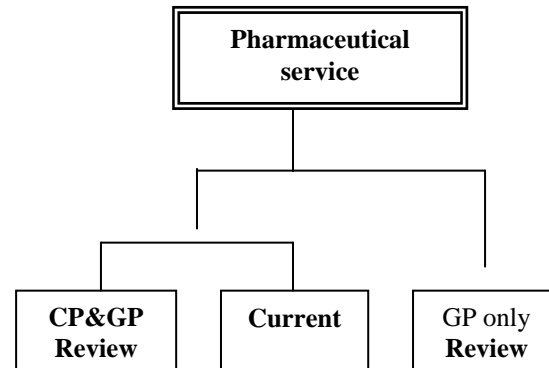 Pharmaceutical
service
CP&GP
Review
Current
GP only
Review